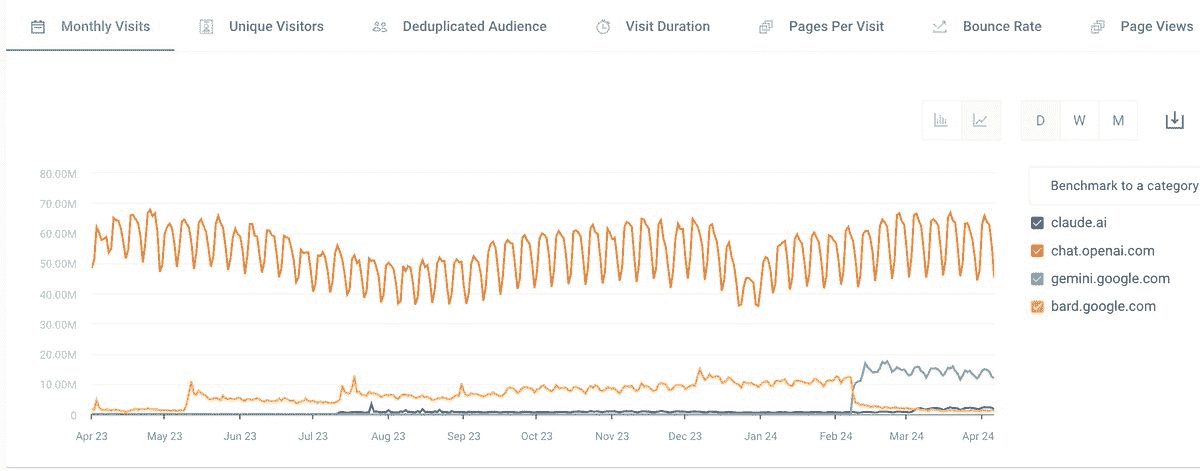 Monthly Visits Unique Visitors Deduplicated Audience Visit Duration Pages Per Visit Bounce Rate Page Views
D W M
Benchmark to a category
claude.ai
chat.openai.com
gemini.google.com
bard.google.com
80.00M
70.00M
60.00M
50.00M
40.00M
30.00M
20.00M
10.00M
0
Apr 23 May 23 Jun 23 Jul 23 Aug 23 Sep 23 Oct 23 Nov 23 Dec 23 Jan 24 Feb 24 Mar 24 Apr 24